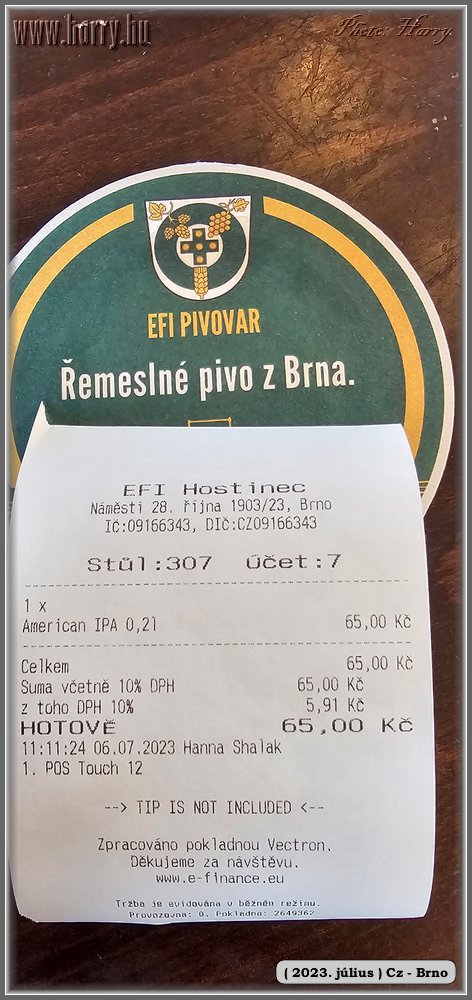 www.horry.hu
Photo: Horry.
EFI PIVOVAR
Řemeslné pivo z Brna.
EFI Hostinec
Náměstí 28. října 1903/23, Brno
IČ:09166343, DIČ:CZ09166343
Stůl:307 Účet:7
1 x
American IPA 0,2l 65,00 Kč
Celkem 65,00 Kč
Suma včetně 10% DPH 65,00 Kč
z toho DPH 10% 5,91 Kč
HOTOVĚ 65,00 Kč
11:11:24 06.07.2023 Hanna Shalak
1. POS Touch 12
--> TIP IS NOT INCLUDED <--
Zpracováno pokladnou Vectron.
Děkujeme za návštěvu.
www.e-finance.eu
Tržba je evidována v běžném režimu.
Provozovna: 0, Pokladna: 2649362
( 2023. július ) Cz - Brno